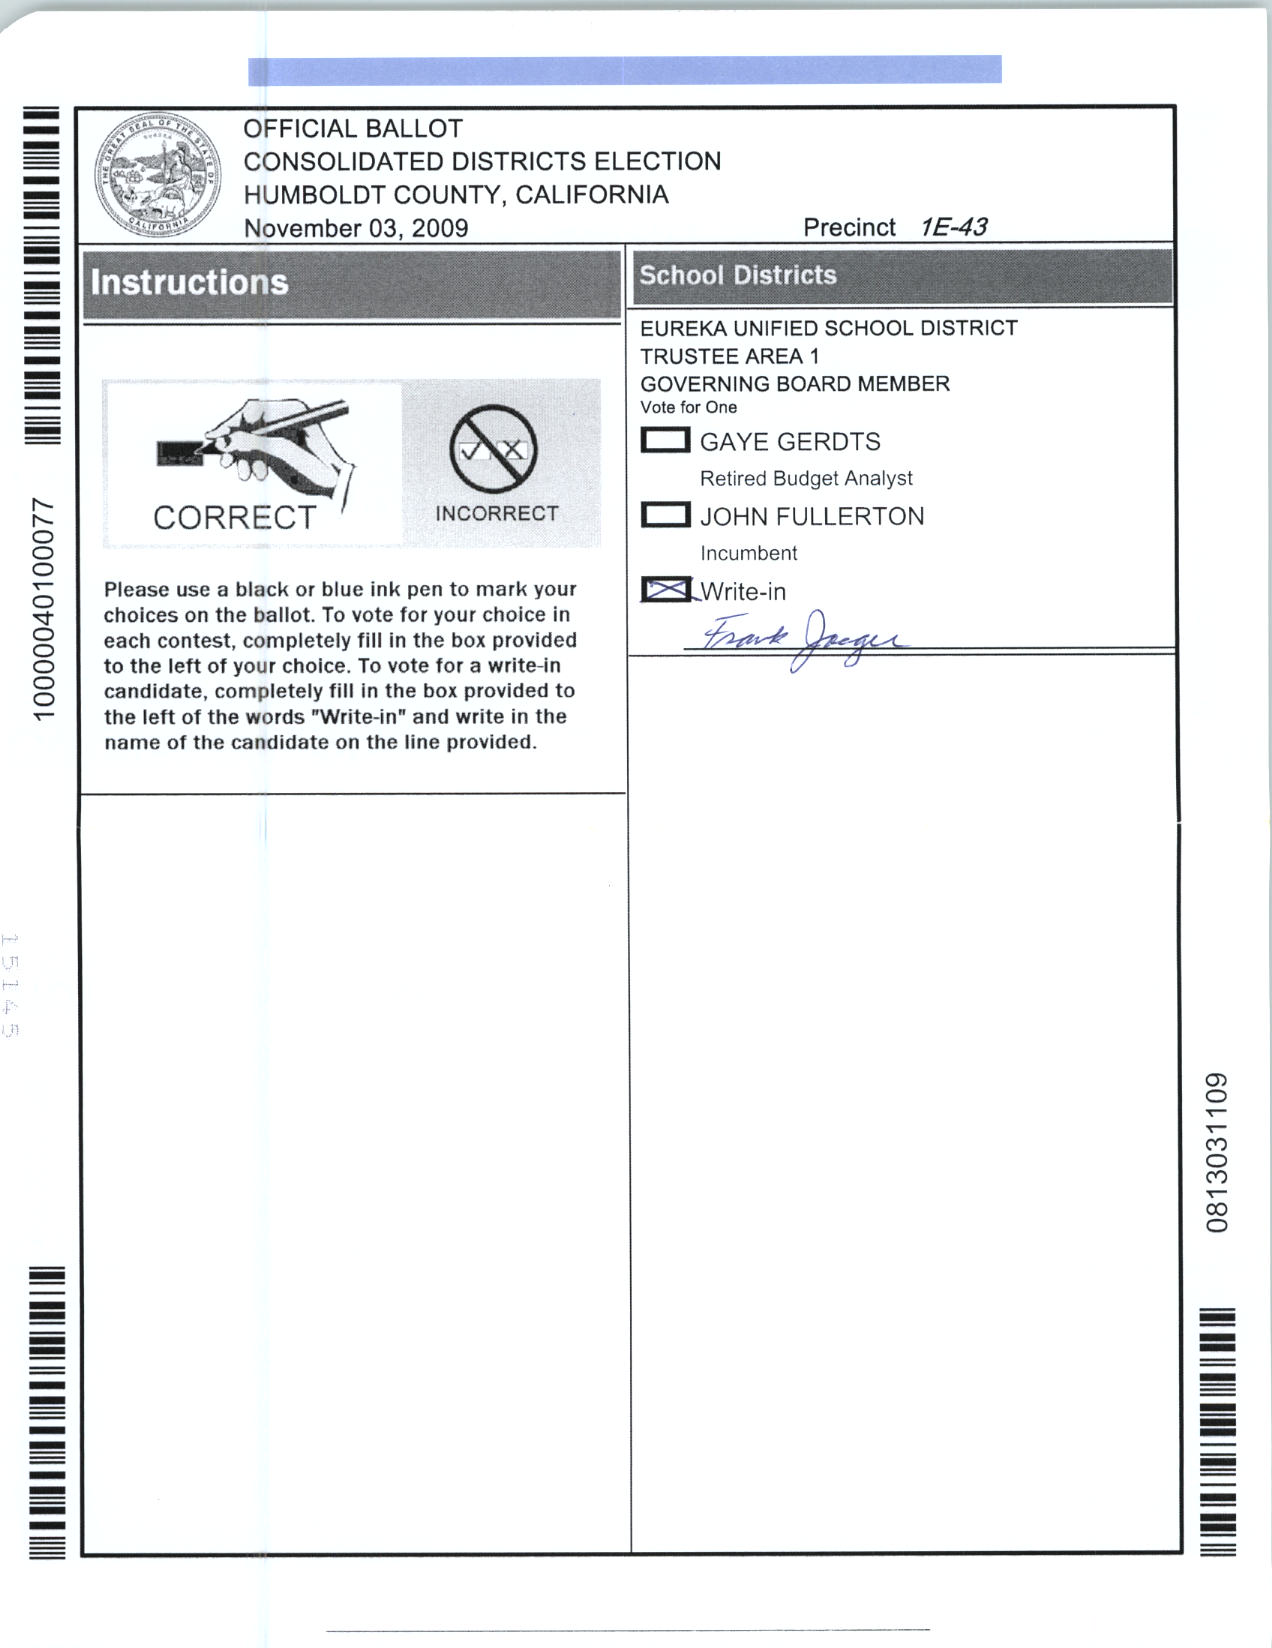 OFFICIAL BALLOT
CONSOLIDATED DISTRICTS ELECTION
HUMBOLDT COUNTY, CALIFORNIA
November 03, 2009 Precinct 1E-43
THE GREAT SEAL OF THE STATE OF CALIFORNIA
EUREKA
Instructions
CORRECT
INCORRECT
Please use a black or blue ink pen to mark your
choices on the ballot. To vote for your choice in
each contest, completely fill in the box provided
to the left of your choice. To vote for a write-in
candidate, completely fill in the box provided to
the left of the words "Write-in" and write in the
name of the candidate on the line provided.
School Districts
EUREKA UNIFIED SCHOOL DISTRICT
TRUSTEE AREA 1
GOVERNING BOARD MEMBER
Vote for One
GAYE GERDTS
Retired Budget Analyst
JOHN FULLERTON
Incumbent
Write-in
Frank Jaeger
10000040100077
15145
0813031109